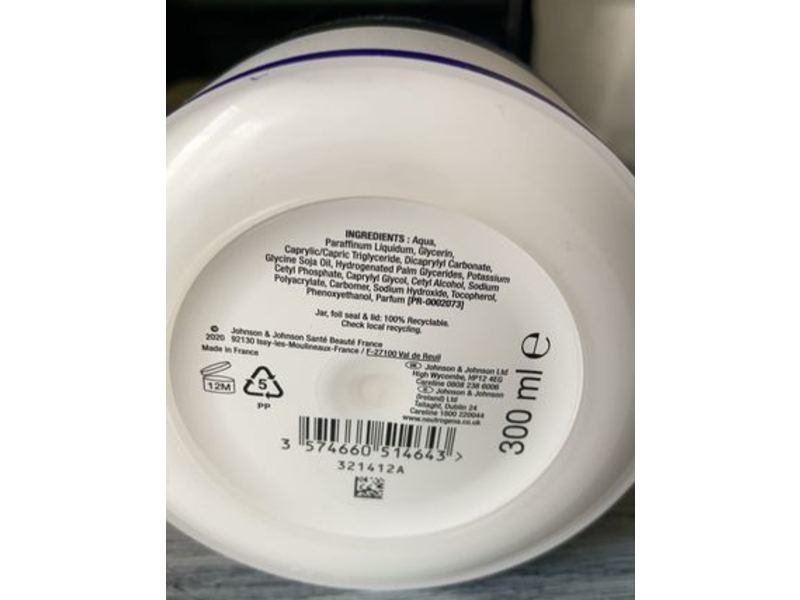 INGREDIENTS : Aqua,
Paraffinum Liquidum, Glycerin,
Caprylic/Capric Triglyceride, Dicaprylyl Carbonate,
Glycine Soja Oil, Hydrogenated Palm Glycerides, Potassium
Cetyl Phosphate, Caprylyl Glycol, Cetyl Alcohol, Sodium
Polyacrylate, Carbomer, Sodium Hydroxide, Tocopherol,
Phenoxyethanol, Parfum [PR-0002073]
Jar, foil seal & lid: 100% Recyclable.
Check local recycling.
© 2020 Johnson & Johnson Santé Beauté France
92130 Issy-les-Moulineaux-France / F-27100 Val de Reuil
Made in France
12M
5
PP
UK Johnson & Johnson Ltd
High Wycombe, HP12 4EG
Careline 0808 238 6006
Johnson & Johnson
(Ireland) Ltd
Tallaght, Dublin 24
Careline 1800 220044
www.neutrogena.co.uk
300 ml e
3 574660 514643 >
321412A